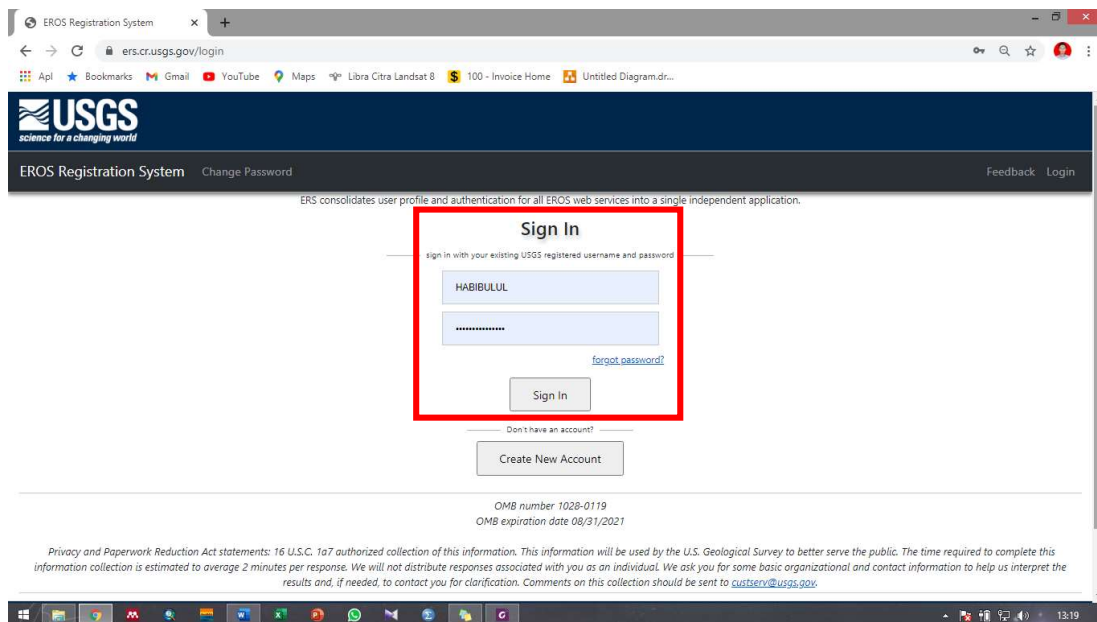 EROS Registration System
ers.cr.usgs.gov/login
Apl Bookmarks Gmail YouTube Maps Libra Citra Landsat 8 100 - Invoice Home Untitled Diagram.dr...
USGS
science for a changing world
EROS Registration System Change Password Feedback Login
ERS consolidates user profile and authentication for all EROS web services into a single independent application.
Sign In
sign in with your existing USGS registered username and password
HABIBULUL
•••••••••••••••
forgot password?
Sign In
Don't have an account?
Create New Account
OMB number 1028-0119
OMB expiration date 08/31/2021
Privacy and Paperwork Reduction Act statements: 16 U.S.C. 1a7 authorized collection of this information. This information will be used by the U.S. Geological Survey to better serve the public. The time required to complete this
information collection is estimated to average 2 minutes per response. We will not distribute responses associated with you as an individual. We ask you for some basic organizational and contact information to help us interpret the
results and, if needed, to contact you for clarification. Comments on this collection should be sent to custserv@usgs.gov.
13:19